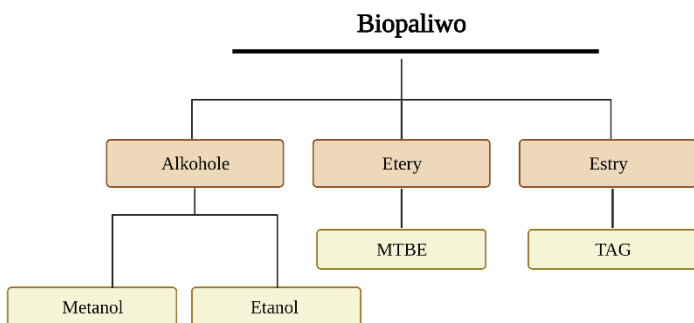 Biopaliwo
Alkohole
Etery
Estry
MTBE
TAG
Metanol
Etanol